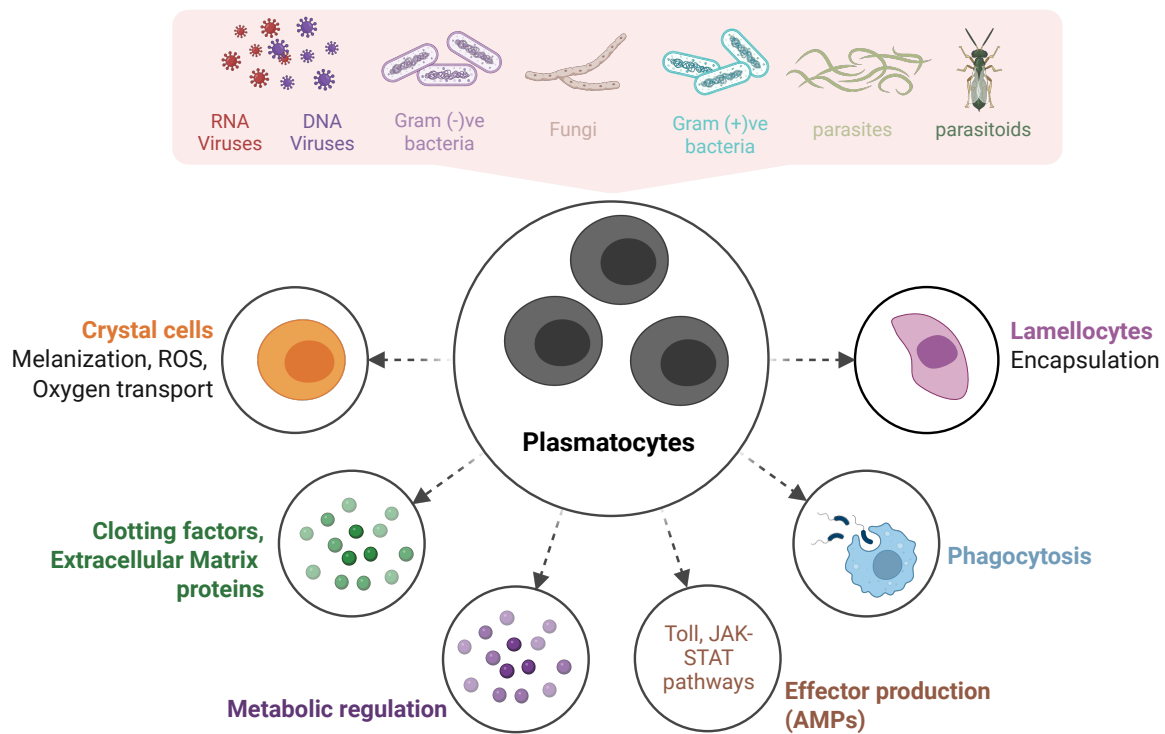 RNA
Viruses
DNA
Viruses
Gram (-)ve
bacteria
Fungi
Gram (+)ve
bacteria
parasites
parasitoids
Crystal cells
Melanization, ROS,
Oxygen transport
Plasmatocytes
Lamellocytes
Encapsulation
Clotting factors,
Extracellular Matrix
proteins
Phagocytosis
Metabolic regulation
Toll, JAK-
STAT
pathways
Effector production
(AMPs)